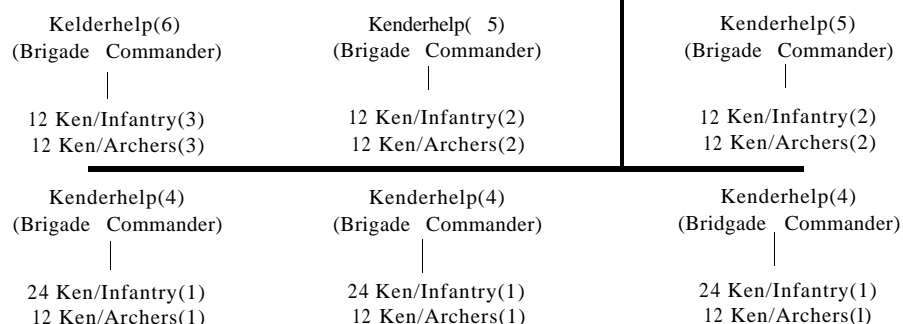 Kelderhelp(6)
(Brigade Commander)
12 Ken/Infantry(3)
12 Ken/Archers(3)
Kenderhelp( 5)
(Brigade Commander)
12 Ken/Infantry(2)
12 Ken/Archers(2)
Kenderhelp(5)
(Brigade Commander)
12 Ken/Infantry(2)
12 Ken/Archers(2)
Kenderhelp(4)
(Brigade Commander)
24 Ken/Infantry(1)
12 Ken/Archers(1)
Kenderhelp(4)
(Brigade Commander)
24 Ken/Infantry(1)
12 Ken/Archers(1)
Kenderhelp(4)
(Bridgade Commander)
24 Ken/Infantry(1)
12 Ken/Archers(l)